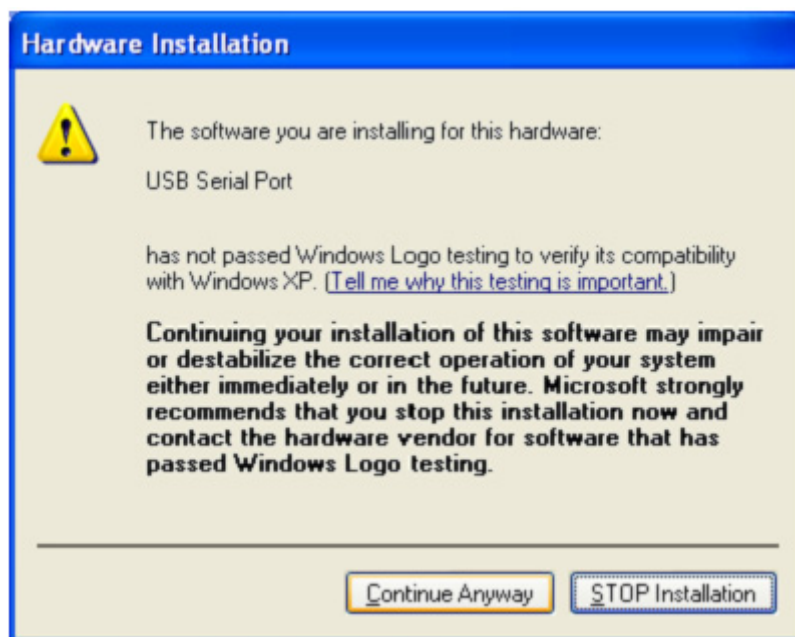 Hardware Installation
The software you are installing for this hardware:
USB Serial Port
has not passed Windows Logo testing to verify its compatibility
with Windows XP. (Tell me why this testing is important.)
Continuing your installation of this software may impair
or destabilize the correct operation of your system
either immediately or in the future. Microsoft strongly
recommends that you stop this installation now and
contact the hardware vendor for software that has
passed Windows Logo testing.
Continue Anyway
STOP Installation